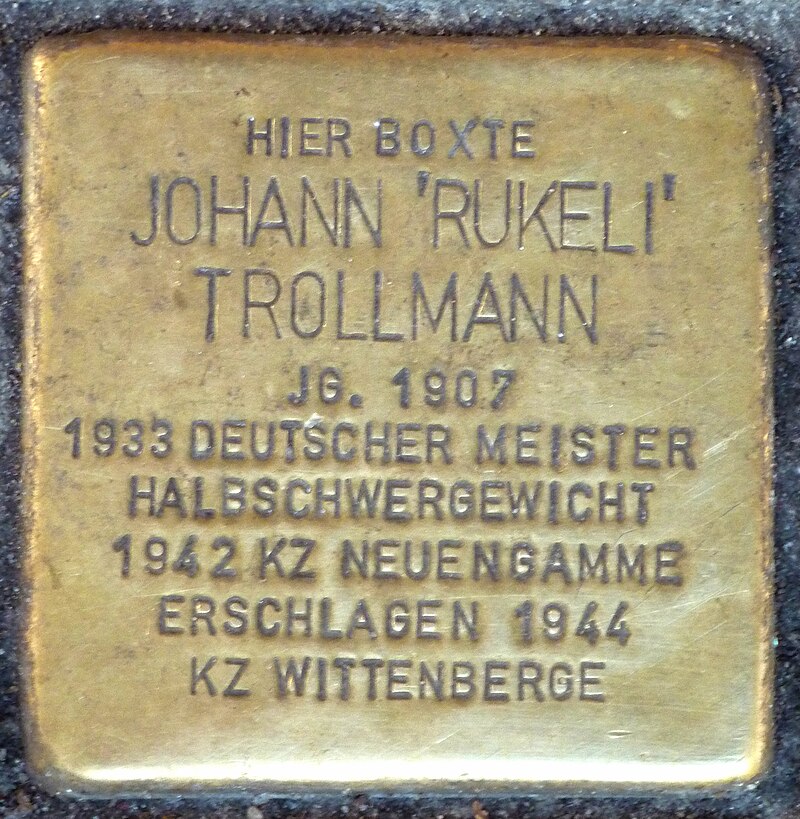 HIER BOXTE
JOHANN 'RUKELI'
TROLLMANN
JG. 1907
1933 DEUTSCHER MEISTER
HALBSCHWERGEWICHT
1942 KZ NEUENGAMME
ERSCHLAGEN 1944
KZ WITTENBERGE